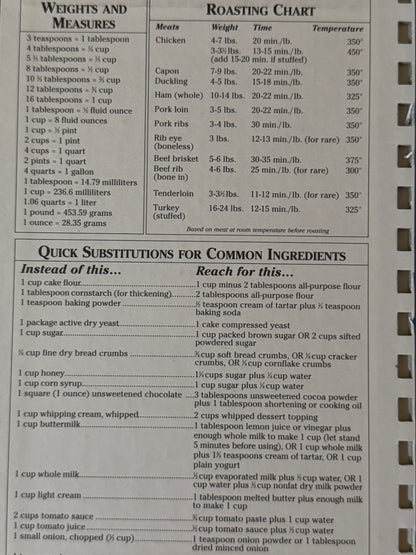 WEIGHTS AND
MEASURES
3 teaspoons = 1 tablespoon
4 tablespoons = ¼ cup
5 ⅓ tablespoons = ⅓ cup
8 tablespoons = ½ cup
10 ⅔ tablespoons = ⅔ cup
12 tablespoons = ¾ cup
16 tablespoons = 1 cup
1 tablespoon = ½ fluid ounce
1 cup = 8 fluid ounces
1 cup = ½ pint
2 cups = 1 pint
4 cups = 1 quart
2 pints = 1 quart
4 quarts = 1 gallon
1 tablespoon = 14.79 milliliters
1 cup = 236.6 milliliters
1.06 quarts = 1 liter
1 pound = 453.59 grams
1 ounce = 28.35 grams
ROASTING CHART
Meats Weight Time Temperature
Chicken 4-7 lbs. 20 min./lb. 350°
3-3½ lbs. 13-15 min./lb. 450°
(add 15-20 min. if stuffed)
Capon 7-9 lbs. 20-22 min./lb. 350°
Duckling 4-5 lbs. 15-18 min./lb. 350°
Ham (whole) 10-14 lbs. 20-22 min./lb. 325°
Pork loin 3-5 lbs. 20-22 min./lb. 350°
Pork ribs 3-4 lbs. 30 min./lb. 350°
Rib eye 3 lbs. 12-13 min./lb. (for rare) 350°
(boneless)
Beef brisket 5-6 lbs. 30-35 min./lb. 375°
Beef rib 4-6 lbs. 25 min./lb. (for rare) 300°
(bone in)
Tenderloin 3-3½lbs. 11-12 min./lb. (for rare) 350°
Turkey 16-24 lbs. 12-15 min./lb. 325°
(stuffed)
Based on meat at room temperature before roasting
QUICK SUBSTITUTIONS FOR COMMON INGREDIENTS
Instead of this... Reach for this...
1 cup cake flour 1 cup minus 2 tablespoons all-purpose flour
1 tablespoon cornstarch (for thickening) 2 tablespoons all-purpose flour
1 teaspoon baking powder ½ teaspoon cream of tartar plus ¼ teaspoon
baking soda
1 package active dry yeast 1 cake compressed yeast
1 cup sugar 1 cup packed brown sugar OR 2 cups sifted
powdered sugar
¼ cup fine dry bread crumbs ¾ cup soft bread crumbs, OR ¼ cup cracker
crumbs, OR ¼ cup cornflake crumbs
1 cup honey 1¼ cups sugar plus ¼ cup water
1 cup corn syrup 1 cup sugar plus ¼ cup water
1 square (1 ounce) unsweetened chocolate 3 tablespoons unsweetened cocoa powder
plus 1 tablespoon shortening or cooking oil
1 cup whipping cream, whipped 2 cups whipped dessert topping
1 cup buttermilk 1 tablespoon lemon juice or vinegar plus
enough whole milk to make 1 cup (let stand
5 minutes before using), OR 1 cup whole milk
plus 1¾ teaspoons cream of tartar, OR 1 cup
plain yogurt
1 cup whole milk ½ cup evaporated milk plus ½ cup water, OR 1
cup water plus ⅓ cup nonfat dry milk powder
1 cup light cream 1 tablespoon melted butter plus enough milk
to make 1 cup
2 cups tomato sauce ¾ cup tomato paste plus 1 cup water
1 cup tomato juice ½ cup tomato sauce plus ½ cup water
1 small onion, chopped (⅓ cup) 1 teaspoon onion powder or 1 tablespoon
dried minced onion